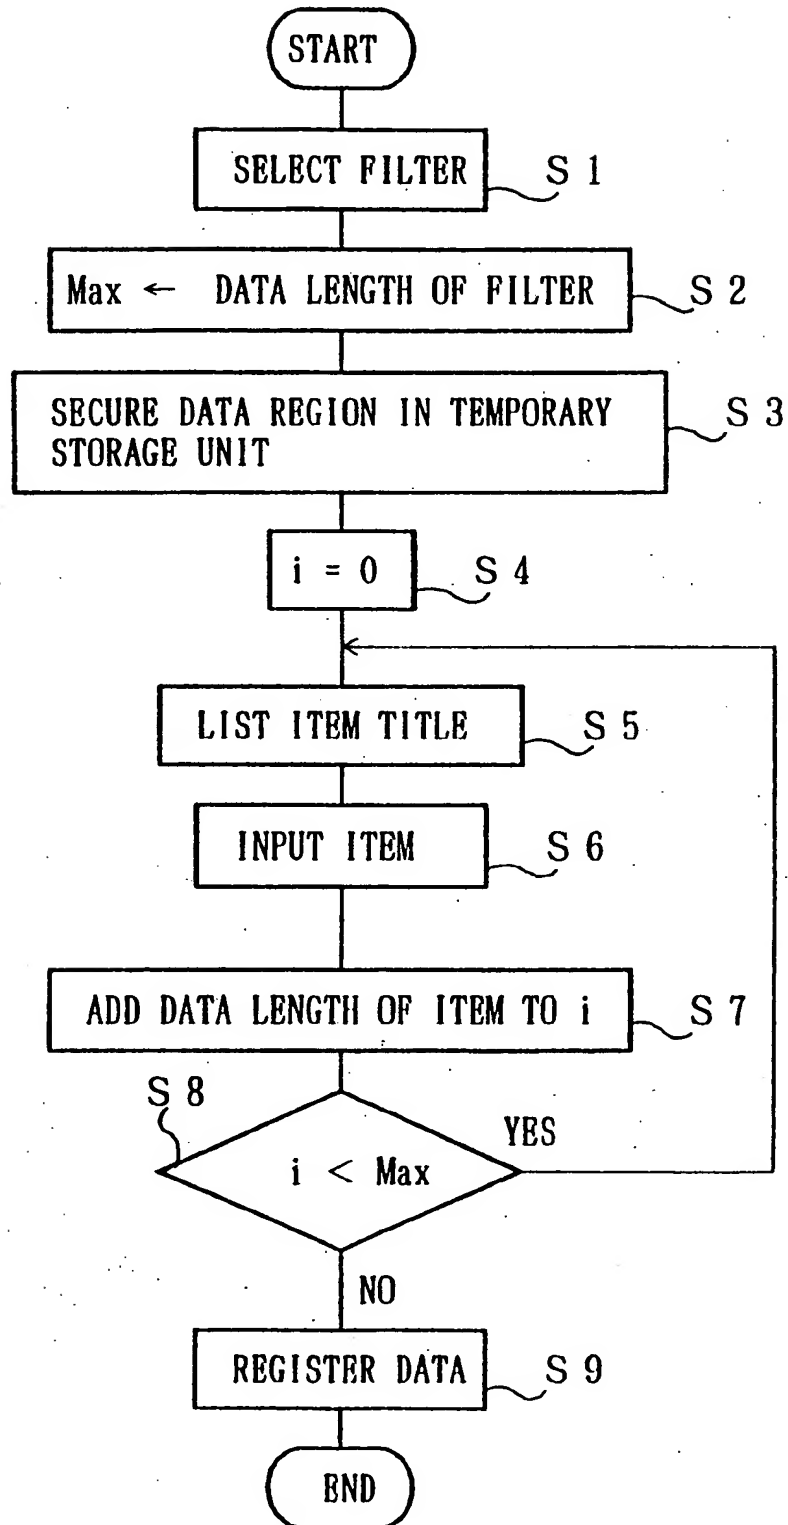 START
SELECT FILTER
S 1
Max ← DATA LENGTH OF FILTER
S 2
SECURE DATA REGION IN TEMPORARY
STORAGE UNIT
S 3
i = 0
S 4
LIST ITEM TITLE
S 5
INPUT ITEM
S 6
ADD DATA LENGTH OF ITEM TO i
S 7
S 8
i < Max
YES
NO
REGISTER DATA
S 9
END